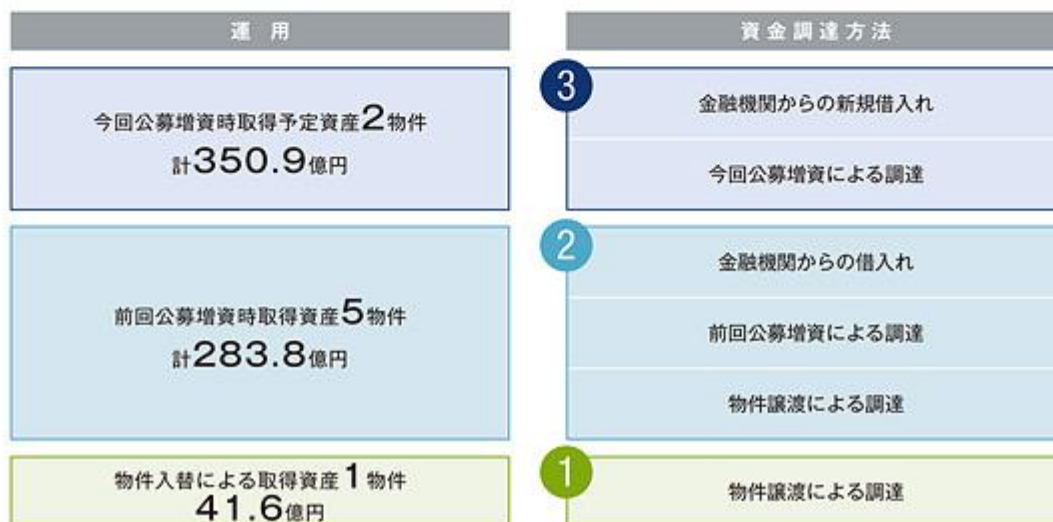 運用
今回公募増資時取得予定資産2物件
計350.9億円
前回公募増資時取得資産5物件
計283.8億円
物件入替による取得資産1物件
41.6億円
資金調達方法
3
金融機関からの新規借入れ
今回公募増資による調達
2
金融機関からの借入れ
前回公募増資による調達
物件譲渡による調達
1
物件譲渡による調達